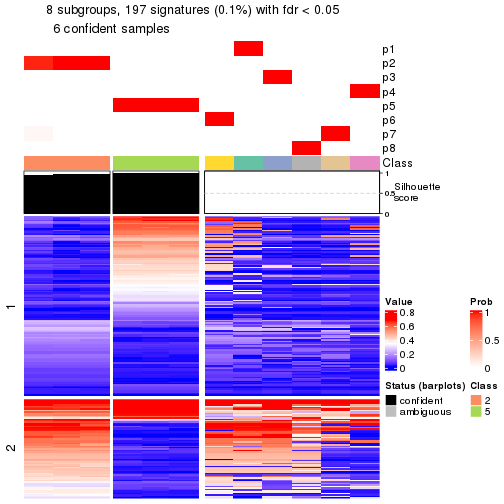 8 subgroups, 197 signatures (0.1%) with fdr < 0.05
6 confident samples
p1
p2
p3
p4
p5
p6
p7
p8
Class
1
0.5
0
Silhouette
score
1
2
Value
0.8
0.6
0.4
0.2
0
Prob
1
0.5
0
Status (barplots)
confident
ambiguous
Class
2
5